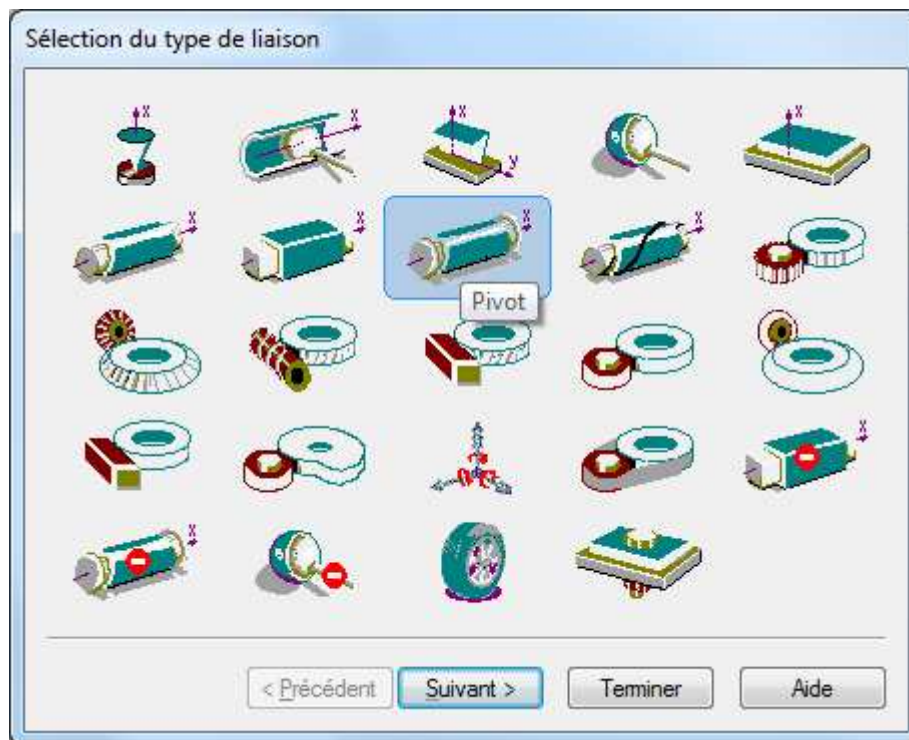 Sélection du type de liaison
X
X
X
y
X
X
X
X
X
Pivot
X
X
< Précédent
Suivant >
Terminer
Aide